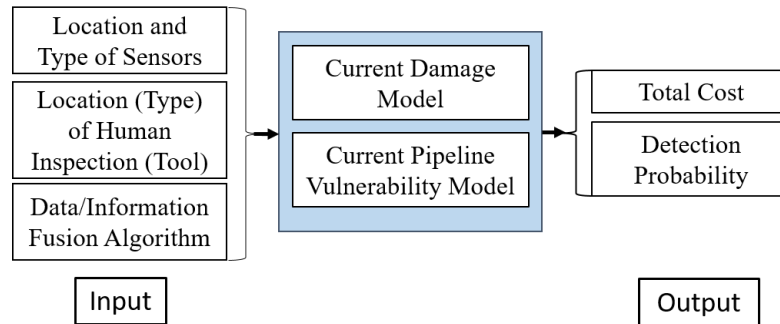 Location and
Type of Sensors
Location (Type)
of Human
Inspection (Tool)
Data/Information
Fusion Algorithm
Input
Current Damage
Model
Current Pipeline
Vulnerability Model
Total Cost
Detection
Probability
Output